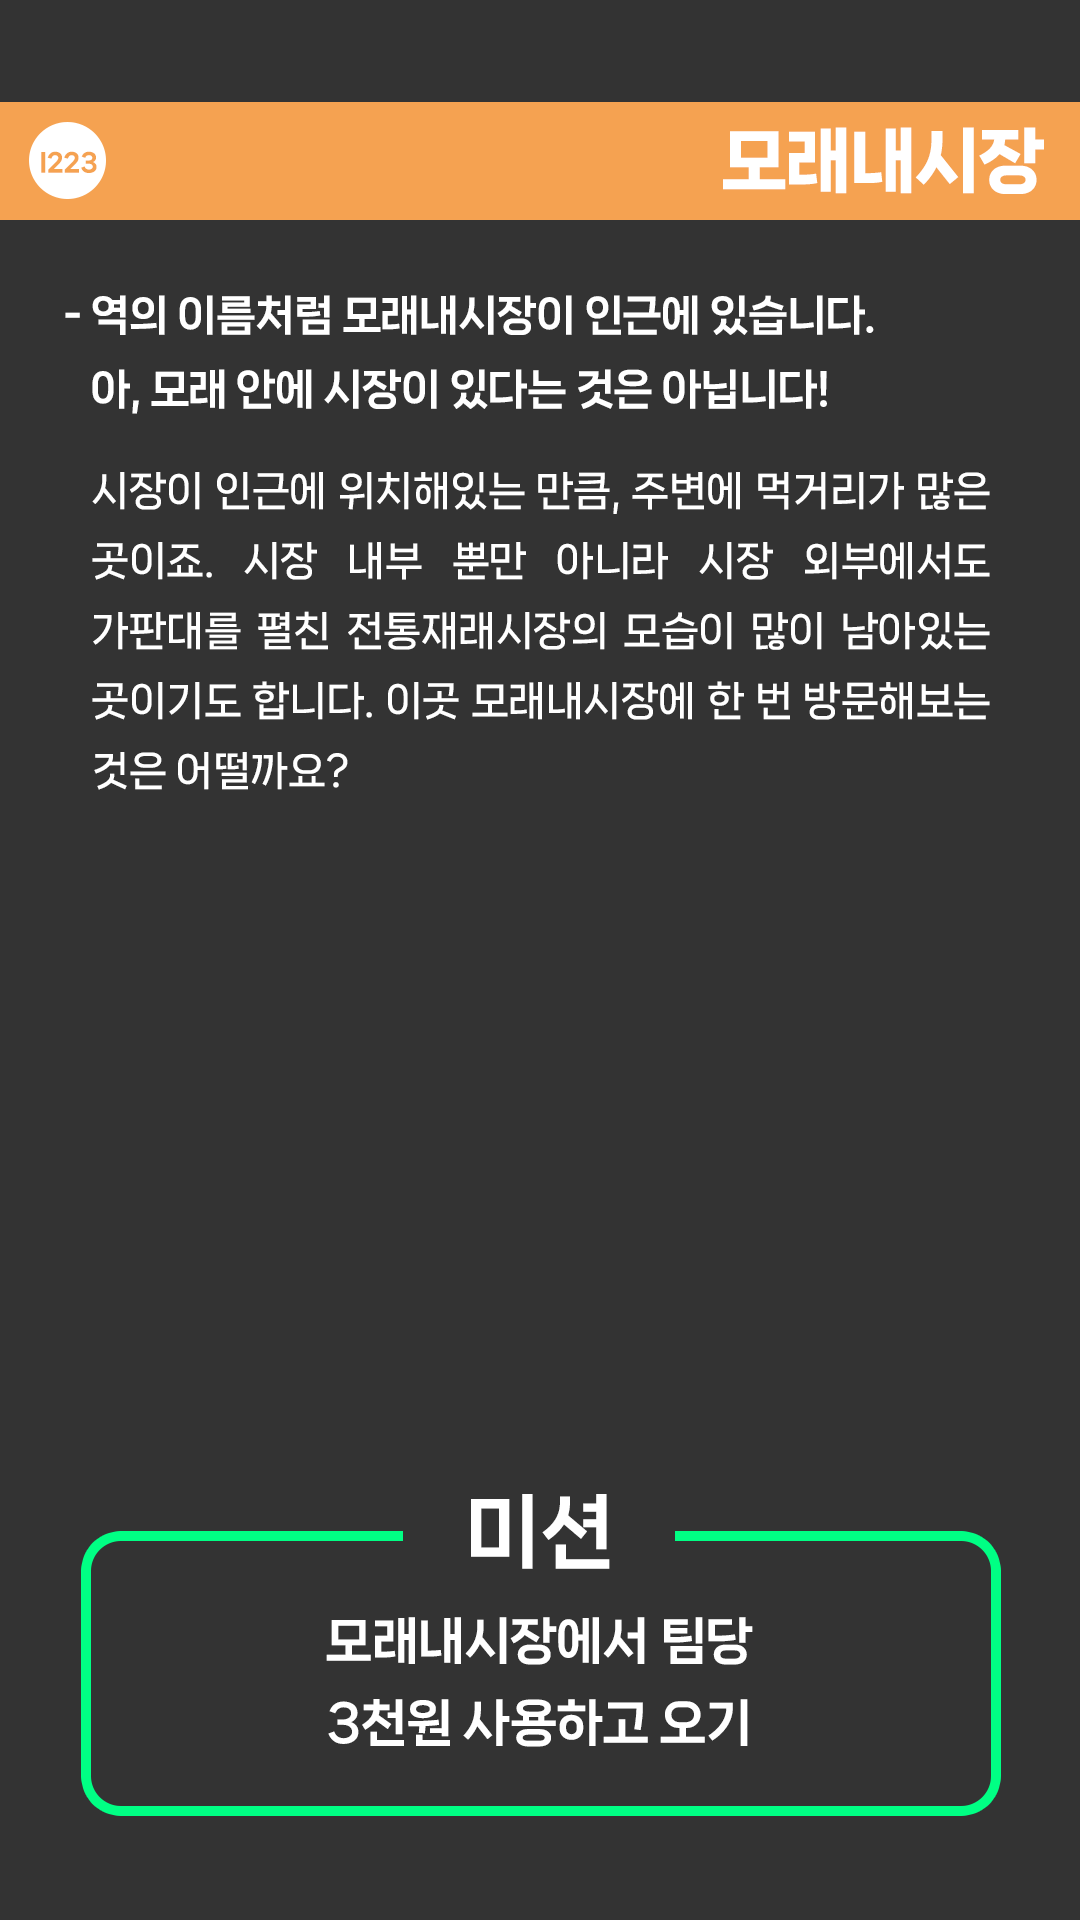 I223
모래내시장
- 역의 이름처럼 모래내시장이 인근에 있습니다.
아, 모래 안에 시장이 있다는 것은 아닙니다!
시장이 인근에 위치해있는 만큼, 주변에 먹거리가 많은
곳이죠. 시장 내부 뿐만 아니라 시장 외부에서도
가판대를 펼친 전통재래시장의 모습이 많이 남아있는
곳이기도 합니다. 이곳 모래내시장에 한 번 방문해보는
것은 어떨까요?
미션
모래내시장에서 팀당
3천원 사용하고 오기